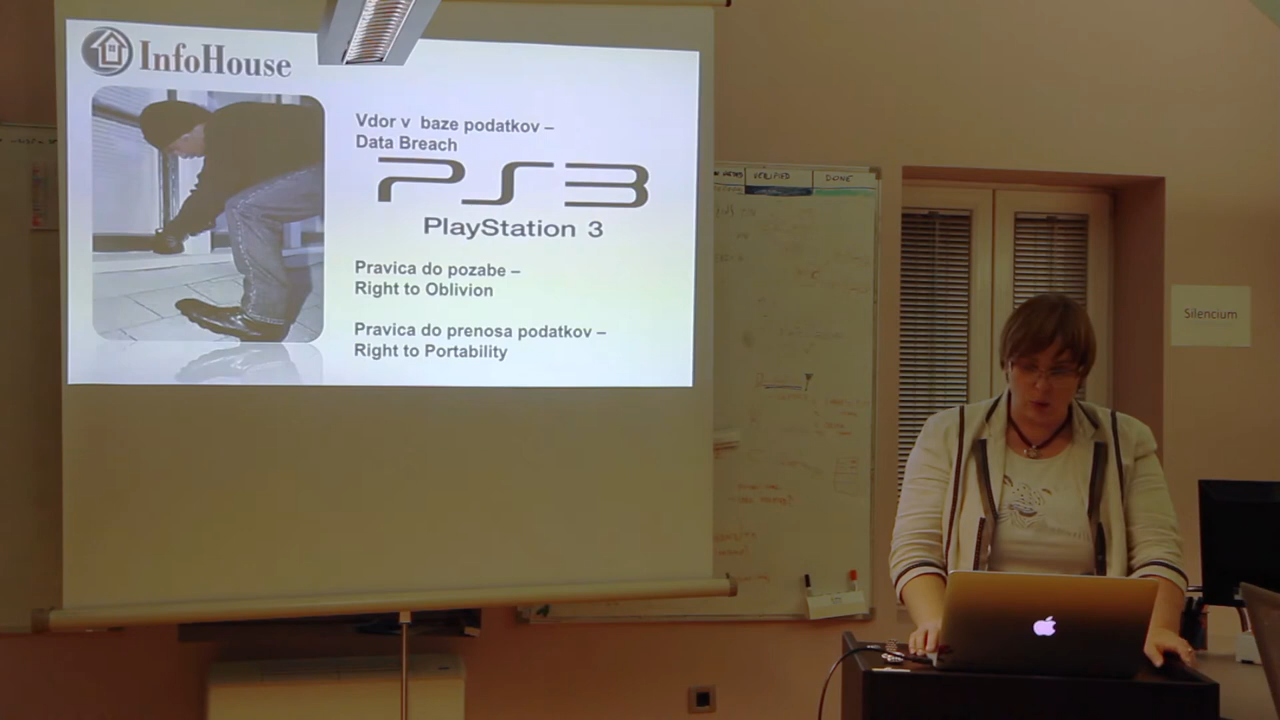 InfoHouse
Vdor v baze podatkov –
Data Breach
PS3
PlayStation 3
Pravica do pozabe –
Right to Oblivion
Pravica do prenosa podatkov –
Right to Portability
VERIFIED
DONE
Silencium